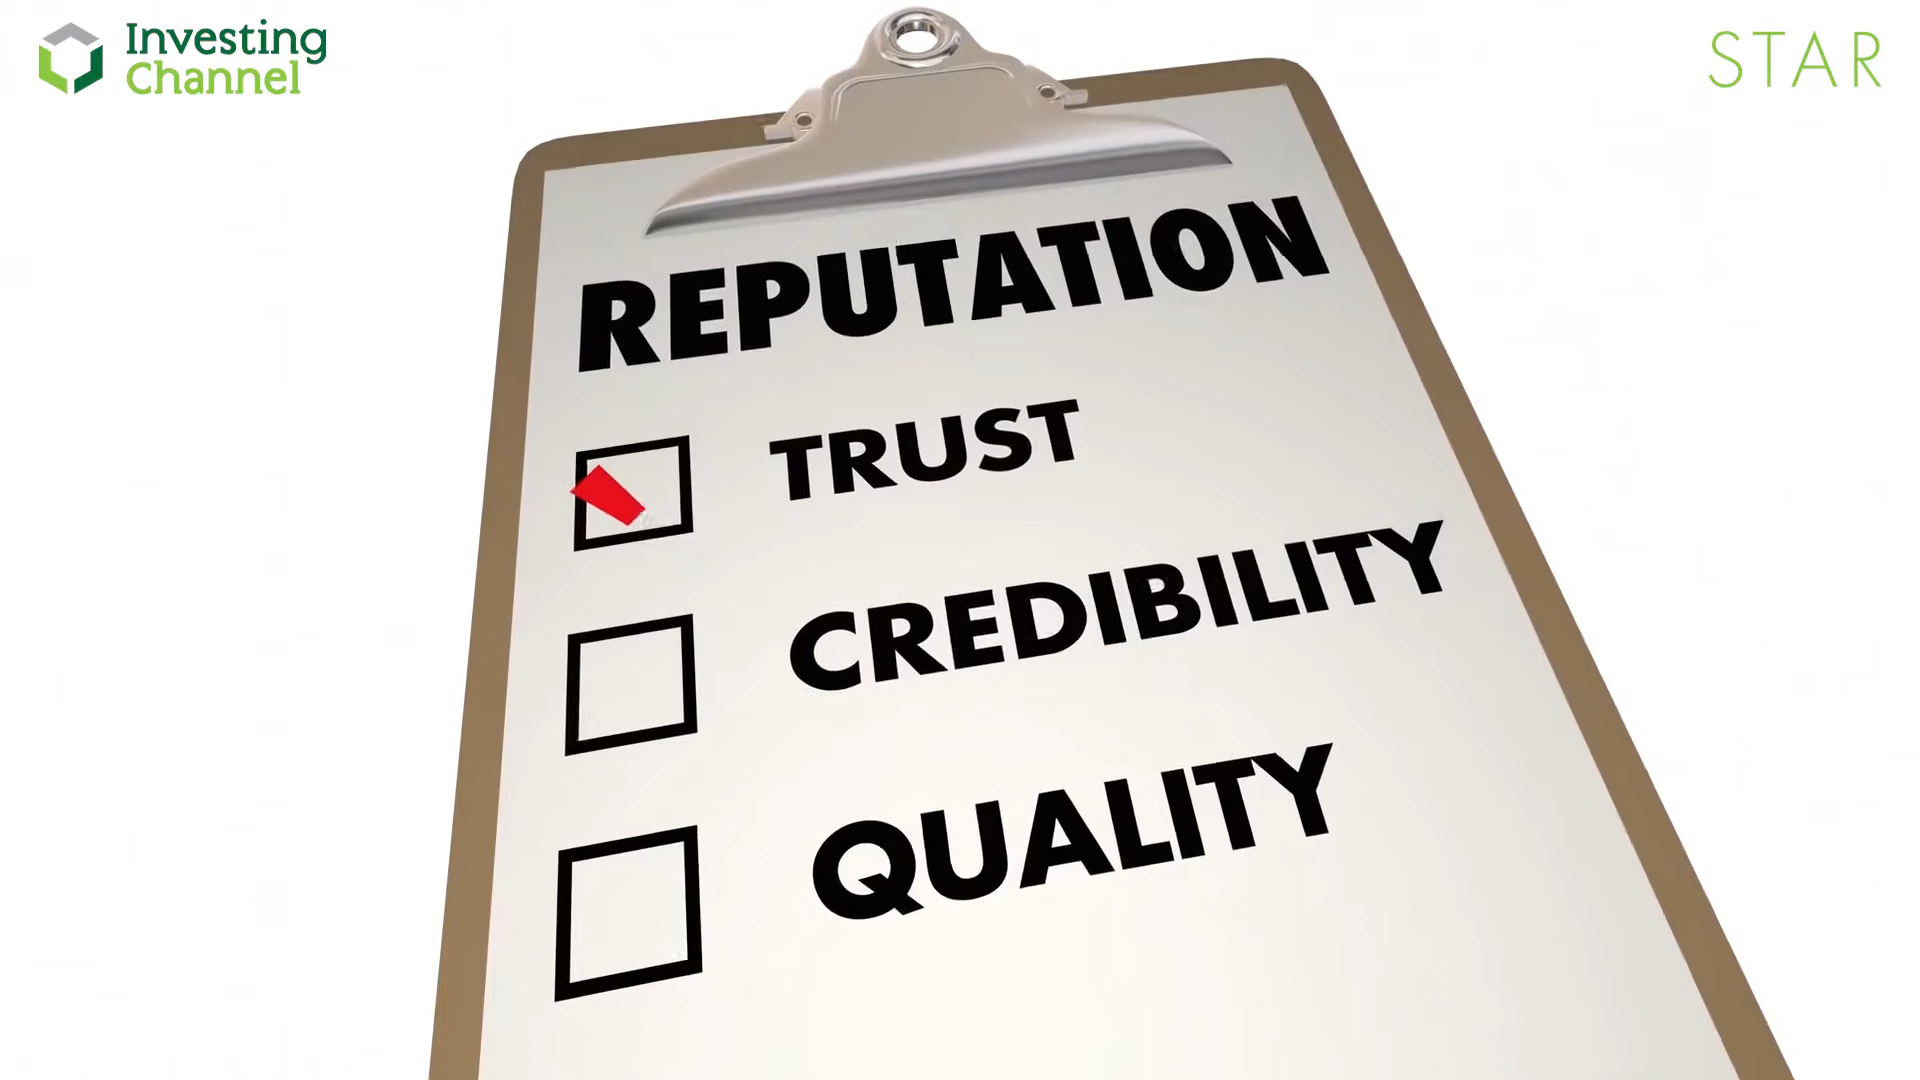 Investing
Channel
STAR
REPUTATION
TRUST
CREDIBILITY
QUALITY